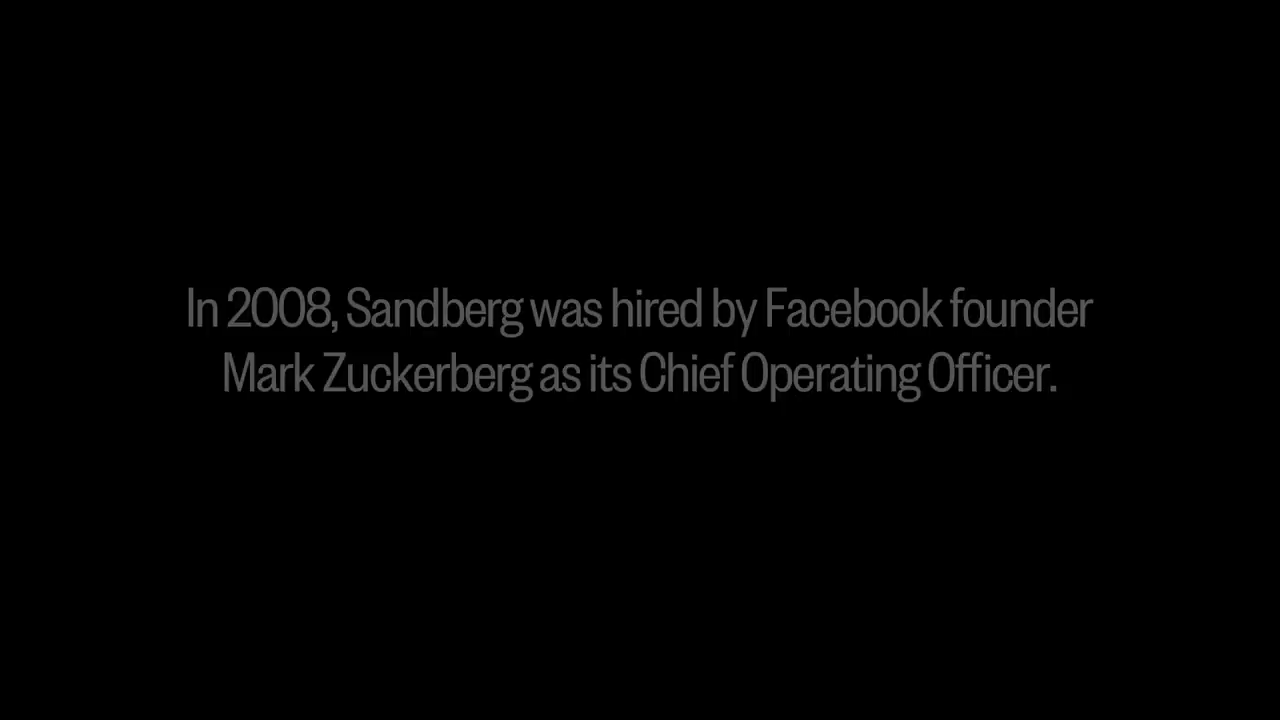 In 2008, Sandberg was hired by Facebook founder
Mark Zuckerberg as its Chief Operating Officer.